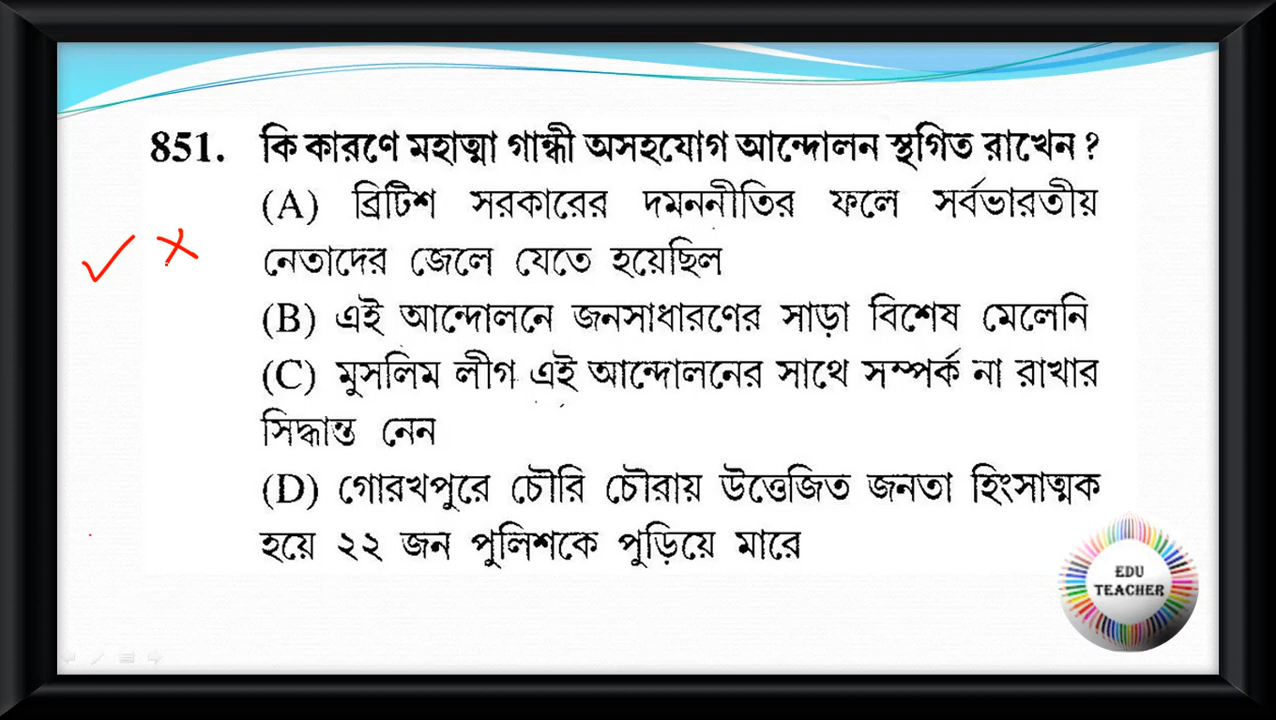 851. কি কারণে মহাত্মা গান্ধী অসহযোগ আন্দোলন স্থগিত রাখেন ?
(A) ব্রিটিশ সরকারের দমননীতির ফলে সর্বভারতীয়
নেতাদের জেলে যেতে হয়েছিল
(B) এই আন্দোলনে জনসাধারণের সাড়া বিশেষ মেলেনি
(C) মুসলিম লীগ এই আন্দোলনের সাথে সম্পর্ক না রাখার
সিদ্ধান্ত নেন
(D) গোরখপুরে চৌরি চৌরায় উত্তেজিত জনতা হিংসাত্মক
হয়ে ২২ জন পুলিশকে পুড়িয়ে মারে
EDU
TEACHER